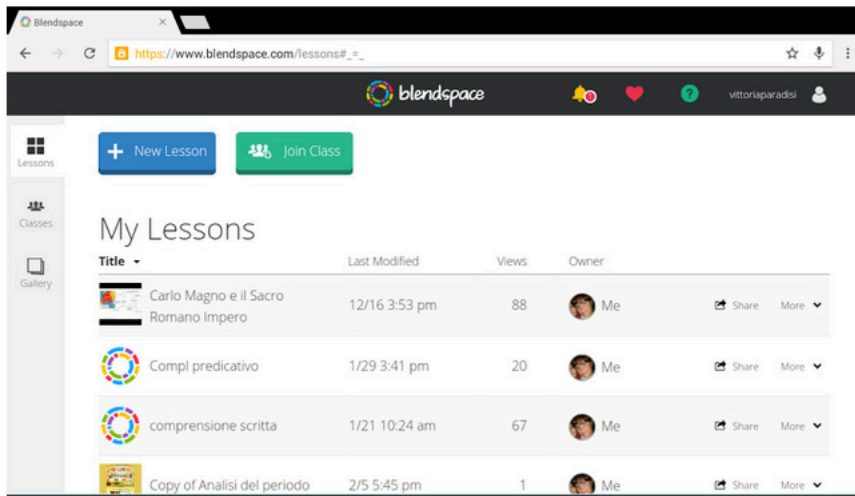 Blendspace
https://www.blendspace.com/lessons#_=_
blendspace
vittoriaparadisi
Lessons
New Lesson
Join Class
Classes
My Lessons
Gallery
Title Last Modified Views Owner
Carlo Magno e il Sacro
Romano Impero
12/16 3:53 pm 88 Me Share More
Compl predicativo 1/29 3:41 pm 20 Me Share More
comprensione scritta 1/21 10:24 am 67 Me Share More
Copy of Analisi del periodo 2/5 5:45 pm 1 Me Share More